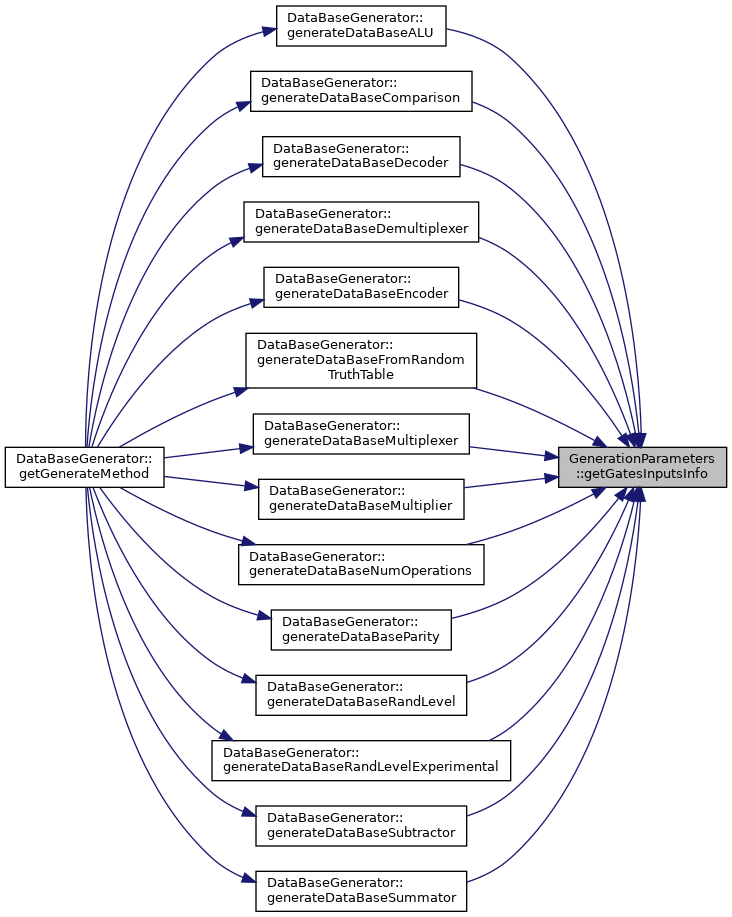 DataBaseGenerator::
generateDataBaseALU
DataBaseGenerator::
generateDataBaseComparison
DataBaseGenerator::
generateDataBaseDecoder
DataBaseGenerator::
generateDataBaseDemultiplexer
DataBaseGenerator::
generateDataBaseEncoder
DataBaseGenerator::
generateDataBaseFromRandom
TruthTable
DataBaseGenerator::
generateDataBaseMultiplexer
DataBaseGenerator::
getGenerateMethod
GenerationParameters
::getGatesInputsInfo
DataBaseGenerator::
generateDataBaseMultiplier
DataBaseGenerator::
generateDataBaseNumOperations
DataBaseGenerator::
generateDataBaseParity
DataBaseGenerator::
generateDataBaseRandLevel
DataBaseGenerator::
generateDataBaseRandLevelExperimental
DataBaseGenerator::
generateDataBaseSubtractor
DataBaseGenerator::
generateDataBaseSummator